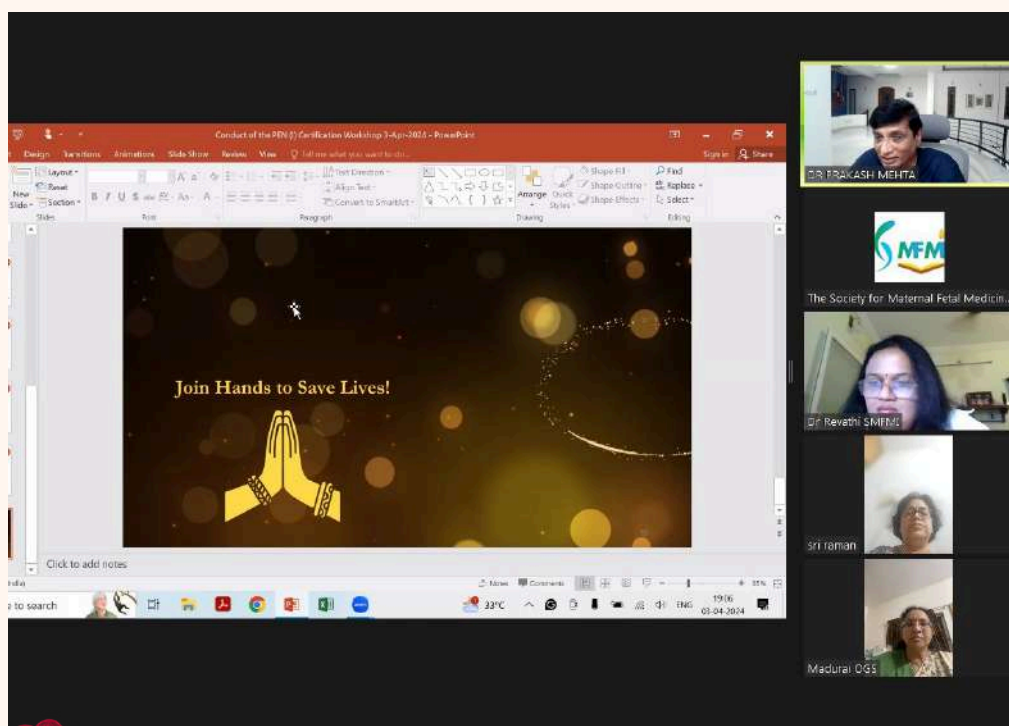 Conduct of the PEN (I) Certification Workshop 3-Apr-2024 - PowerPoint
Design Transitions Animations Slide Show Review View Tell me what you want to do...
Sign in Share
New
Slide
Layout
Reset
Section
Slides
Font
Text Direction
Align Text
Convert to SmartArt
Paragraph
Arrange
Quick
Styles
Drawing
Shape Fill
Shape Outline
Shape Effects
Find
Replace
Select
Editing
Join Hands to Save Lives!
Click to add notes
Notes Comments
to search
33°C
ENG
19:06
03-04-2024
DR PRAKASH MEHTA
SMFMI
The Society for Maternal Fetal Medicin...
Dr Revathi SMFMI
sri raman
Madurai OGS